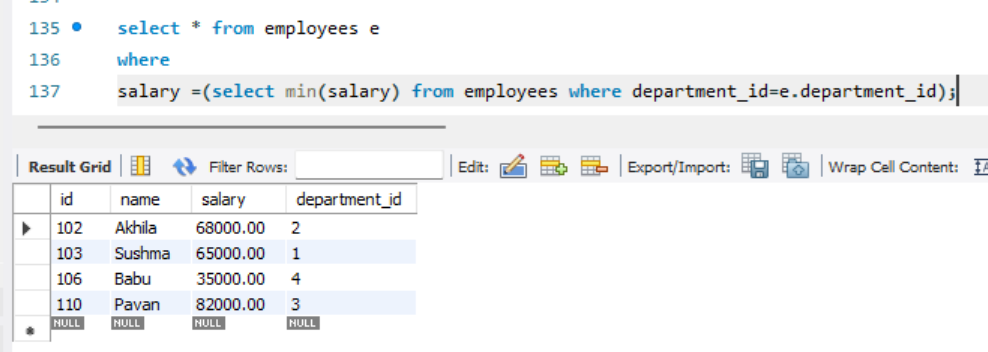 135 select * from employees e
136 where
137 salary =(select min(salary) from employees where department_id=e.department_id);
Result Grid Filter Rows: Edit: Export/Import: Wrap Cell Content:
id name salary department_id
102 Akhila 68000.00 2
103 Sushma 65000.00 1
106 Babu 35000.00 4
110 Pavan 82000.00 3
NULL NULL NULL NULL